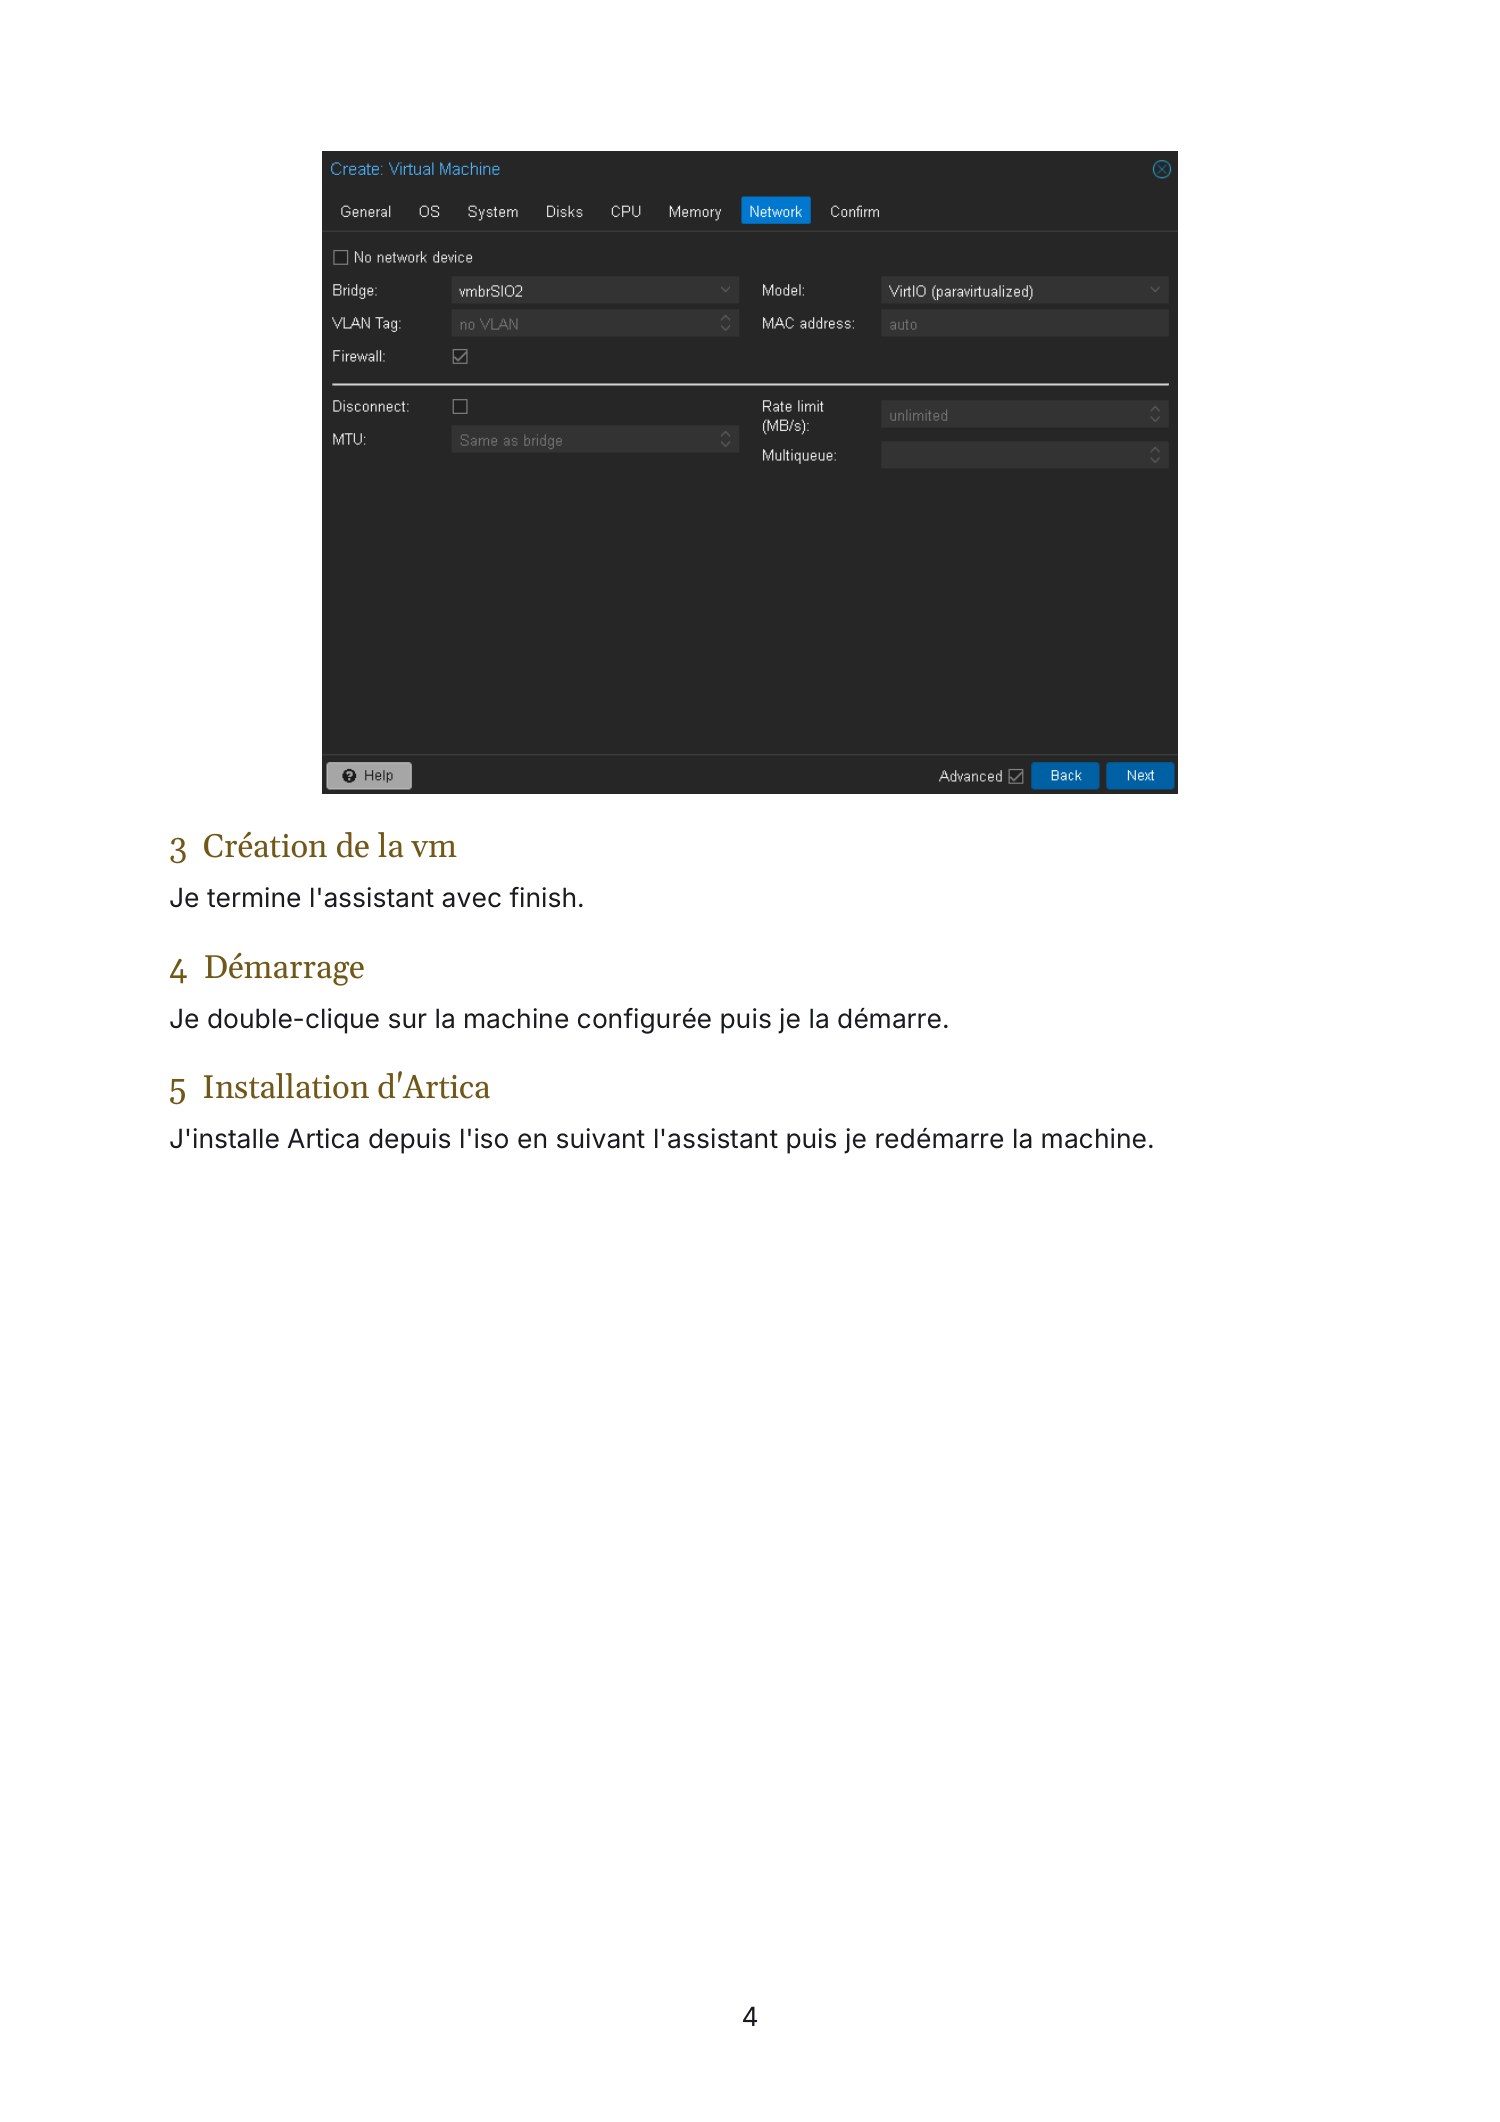 Create: Virtual Machine
General OS System Disks CPU Memory Network Confirm
No network device
Bridge: vmbrSIO2 Model: VirtIO (paravirtualized)
VLAN Tag: no VLAN MAC address: auto
Firewall:
Disconnect: Rate limit (MB/s): unlimited
MTU: Same as bridge
Multiqueue:
Help Advanced Back Next
3 Création de la vm
Je termine l'assistant avec finish.
4 Démarrage
Je double-clique sur la machine configurée puis je la démarre.
5 Installation d'Artica
J'installe Artica depuis l'iso en suivant l'assistant puis je redémarre la machine.
4